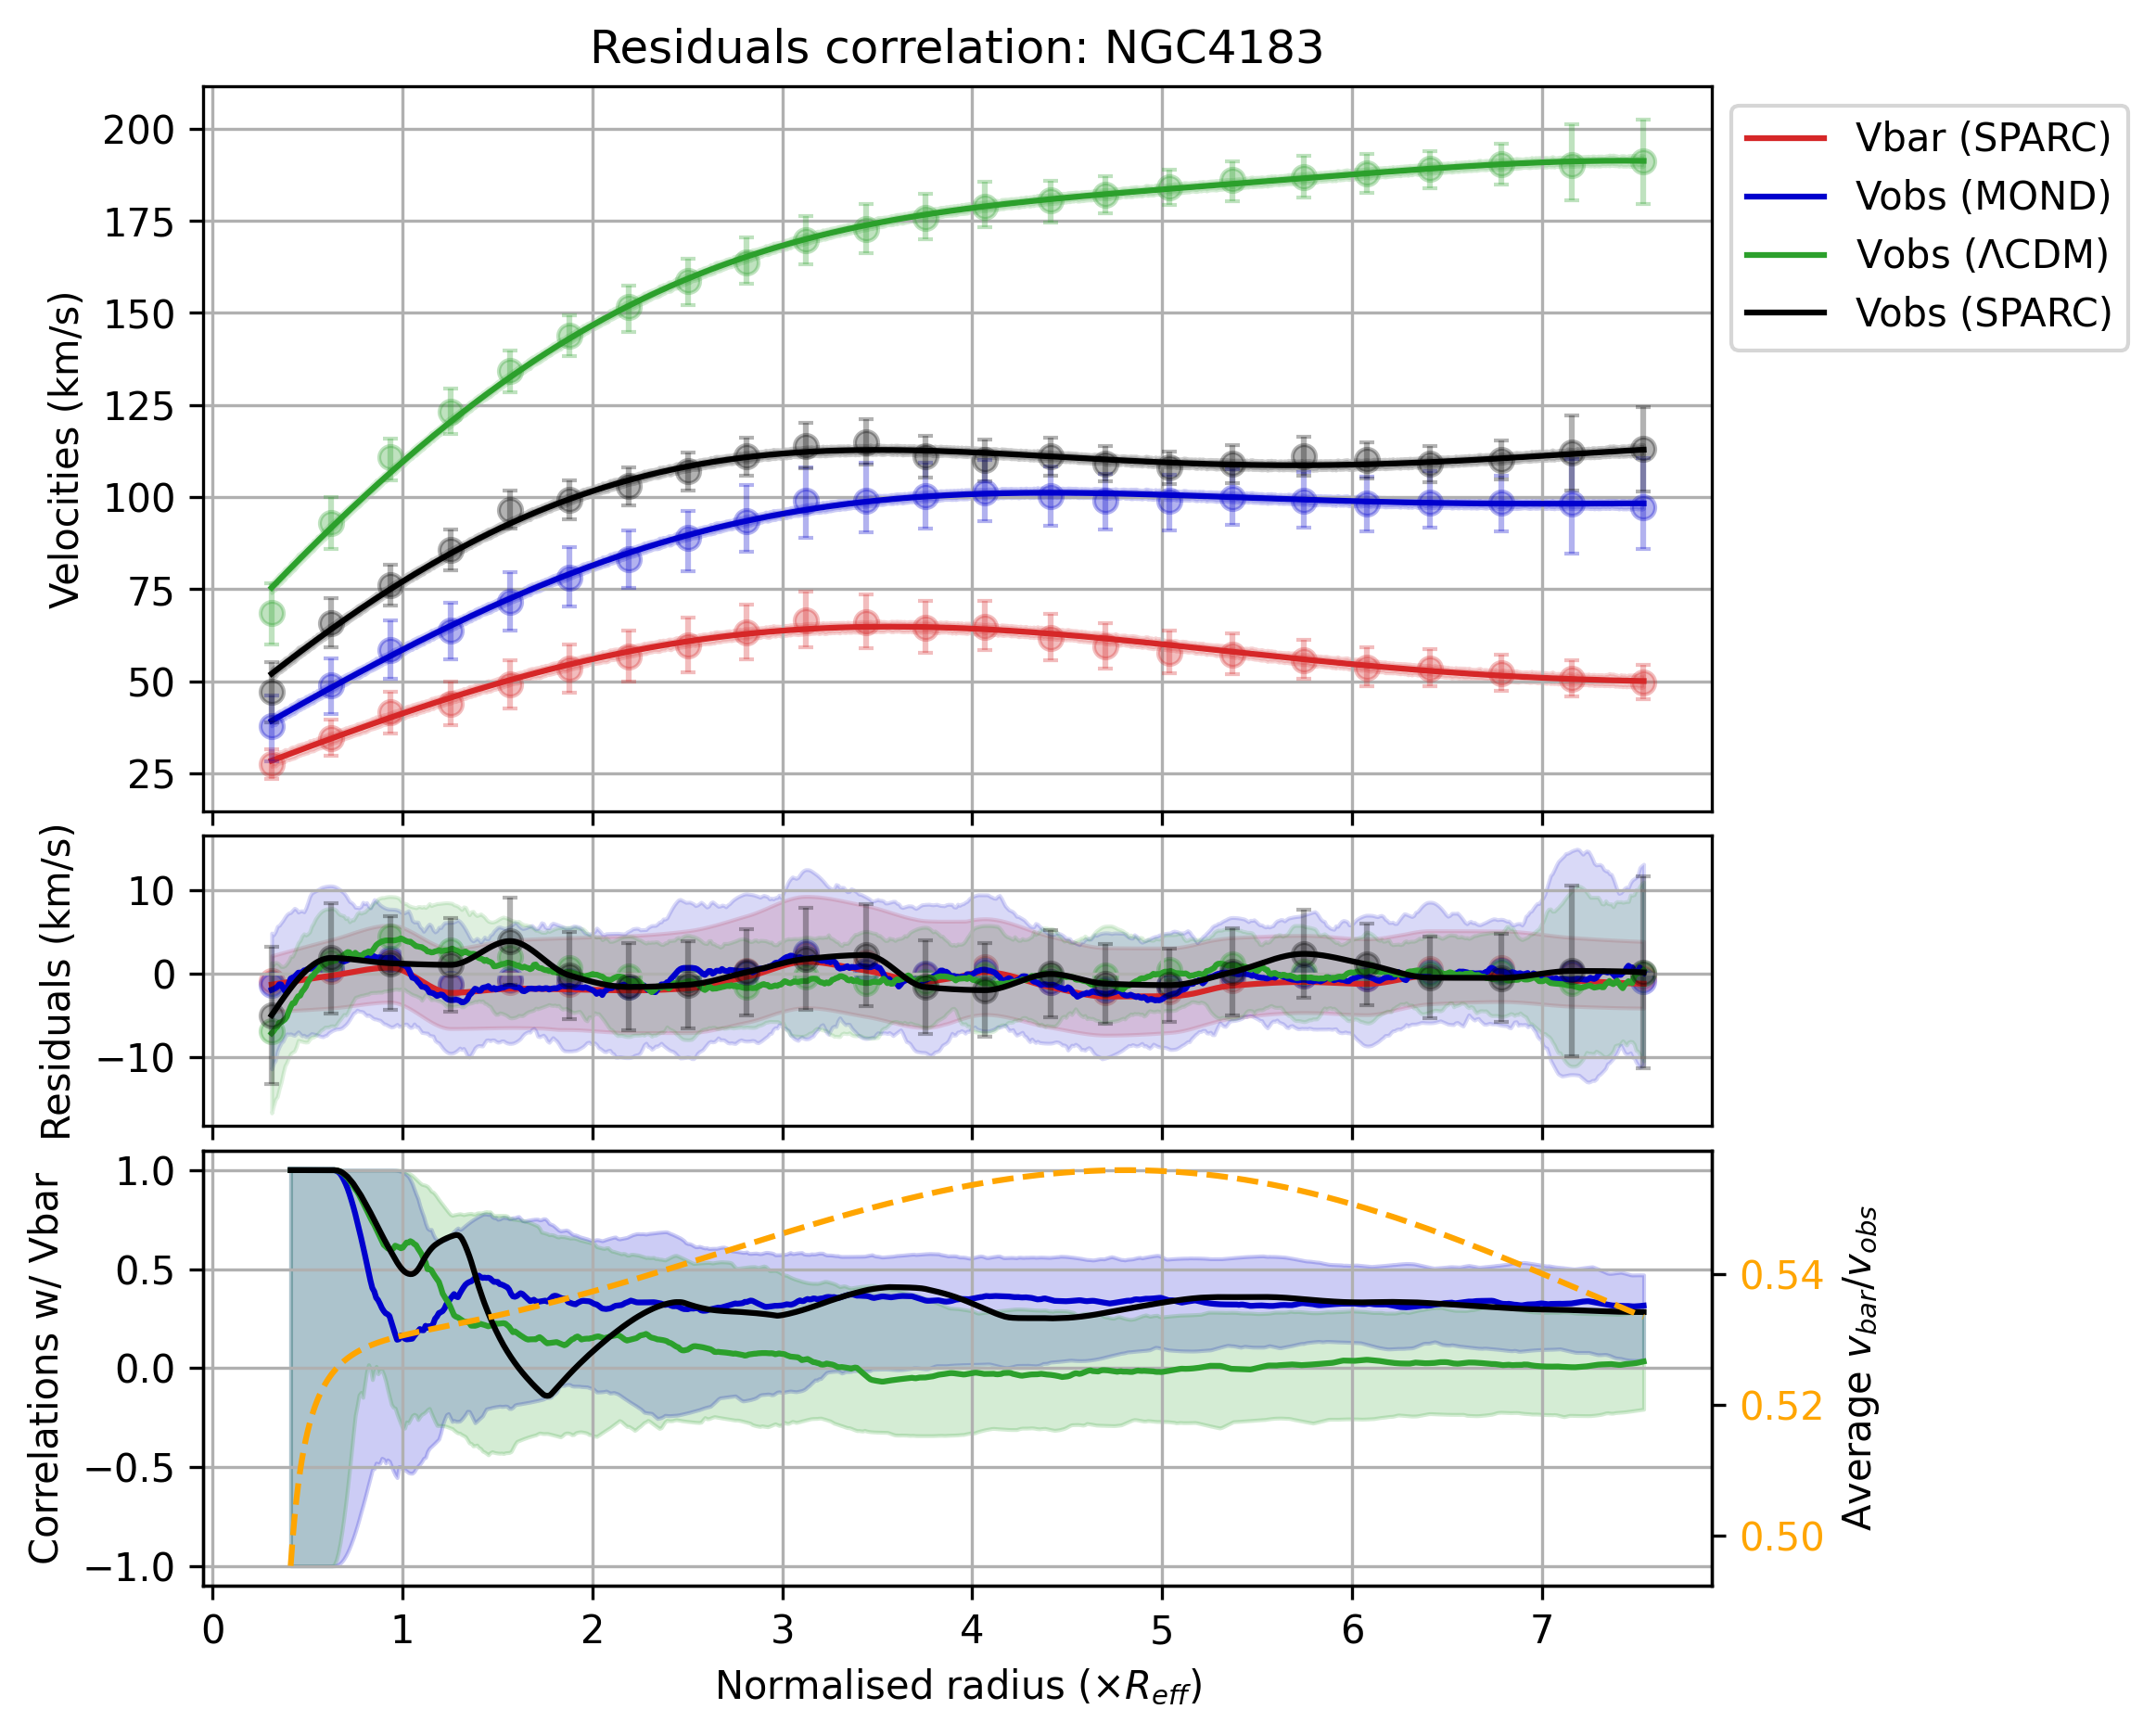 Residuals correlation: NGC4183
Velocities (km/s)
200
175
150
125
100
75
50
25
Vbar (SPARC)
Vobs (MOND)
Vobs (ΛCDM)
Vobs (SPARC)
Residuals (km/s)
10
0
−10
Correlations w/ Vbar
1.0
0.5
0.0
−0.5
−1.0
0.54
0.52
0.50
Average v_bar/v_obs
0 1 2 3 4 5 6 7
Normalised radius (×R_eff)